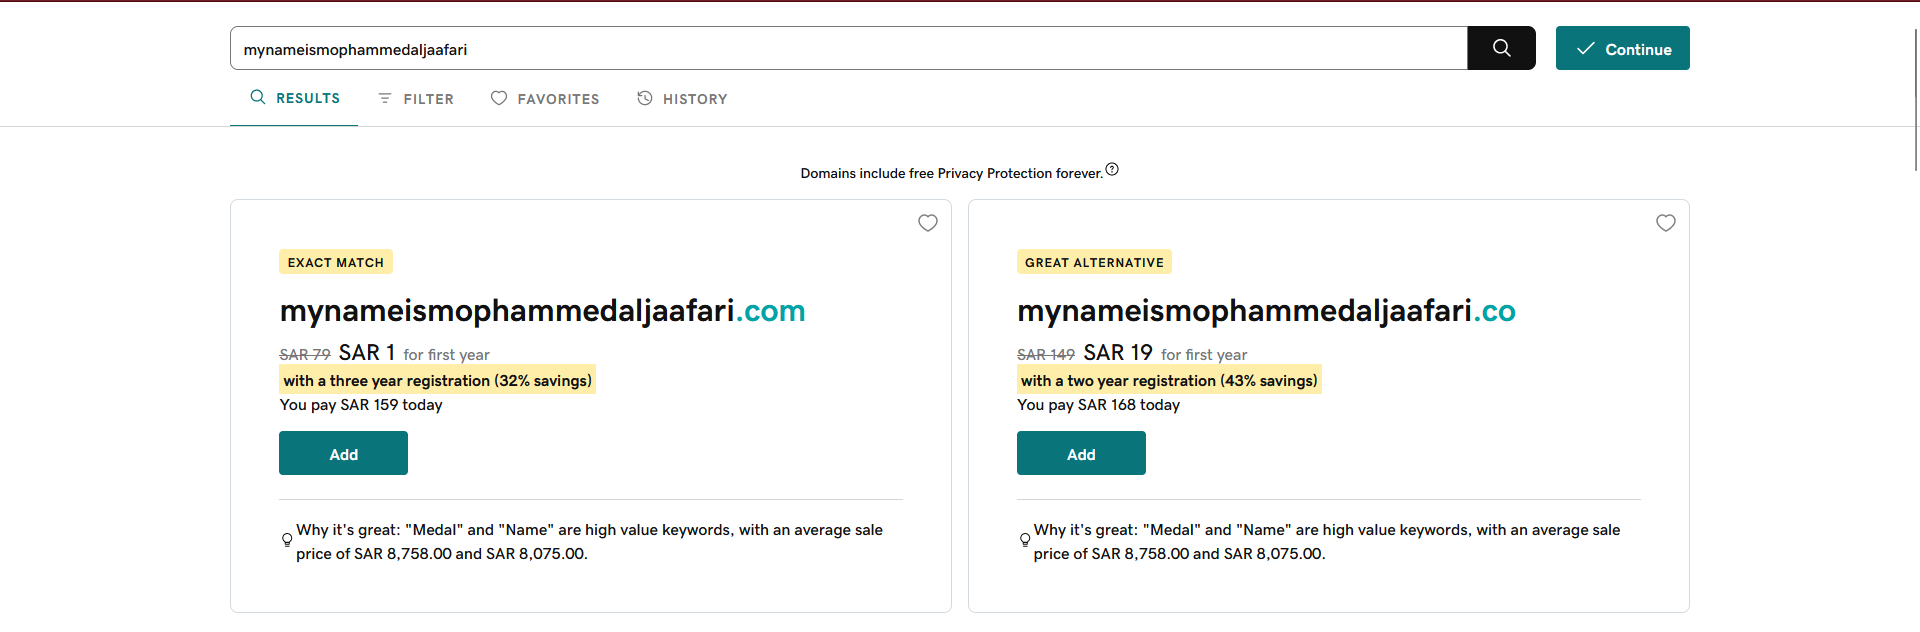 mynameismophammedaljaafari
Continue
RESULTS
FILTER
FAVORITES
HISTORY
Domains include free Privacy Protection forever.
EXACT MATCH
mynameismophammedaljaafari.com
SAR 79 SAR 1 for first year
with a three year registration (32% savings)
You pay SAR 159 today
Add
Why it's great: "Medal" and "Name" are high value keywords, with an average sale
price of SAR 8,758.00 and SAR 8,075.00.
GREAT ALTERNATIVE
mynameismophammedaljaafari.co
SAR 149 SAR 19 for first year
with a two year registration (43% savings)
You pay SAR 168 today
Add
Why it's great: "Medal" and "Name" are high value keywords, with an average sale
price of SAR 8,758.00 and SAR 8,075.00.